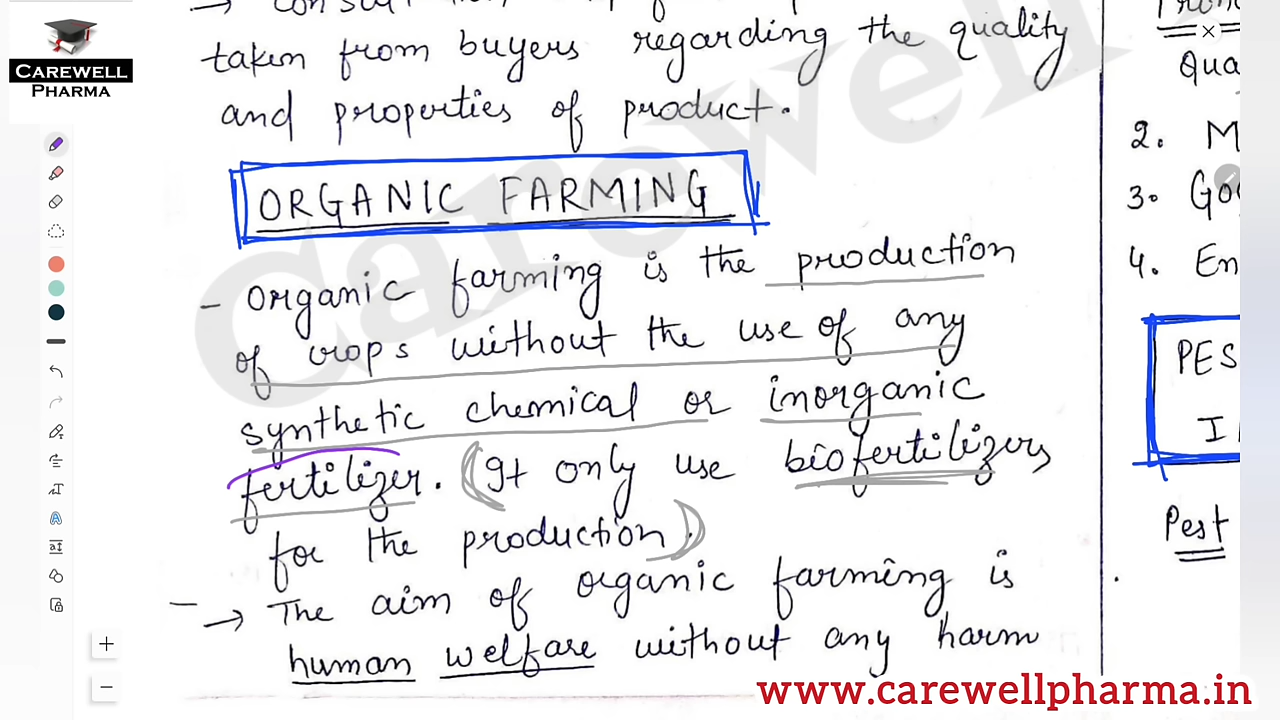 CAREWELL
PHARMA
taken from buyers regarding the quality
and properties of product.
ORGANIC FARMING
- Organic farming is the production
of crops without the use of any
synthetic chemical or inorganic
fertilizer. (It only use biofertilizers
for the production).
→ The aim of organic farming is
human welfare without any harm
Qua
2. M
3. Goo
4. En
PES
Pest
Carewell
www.carewellpharma.in